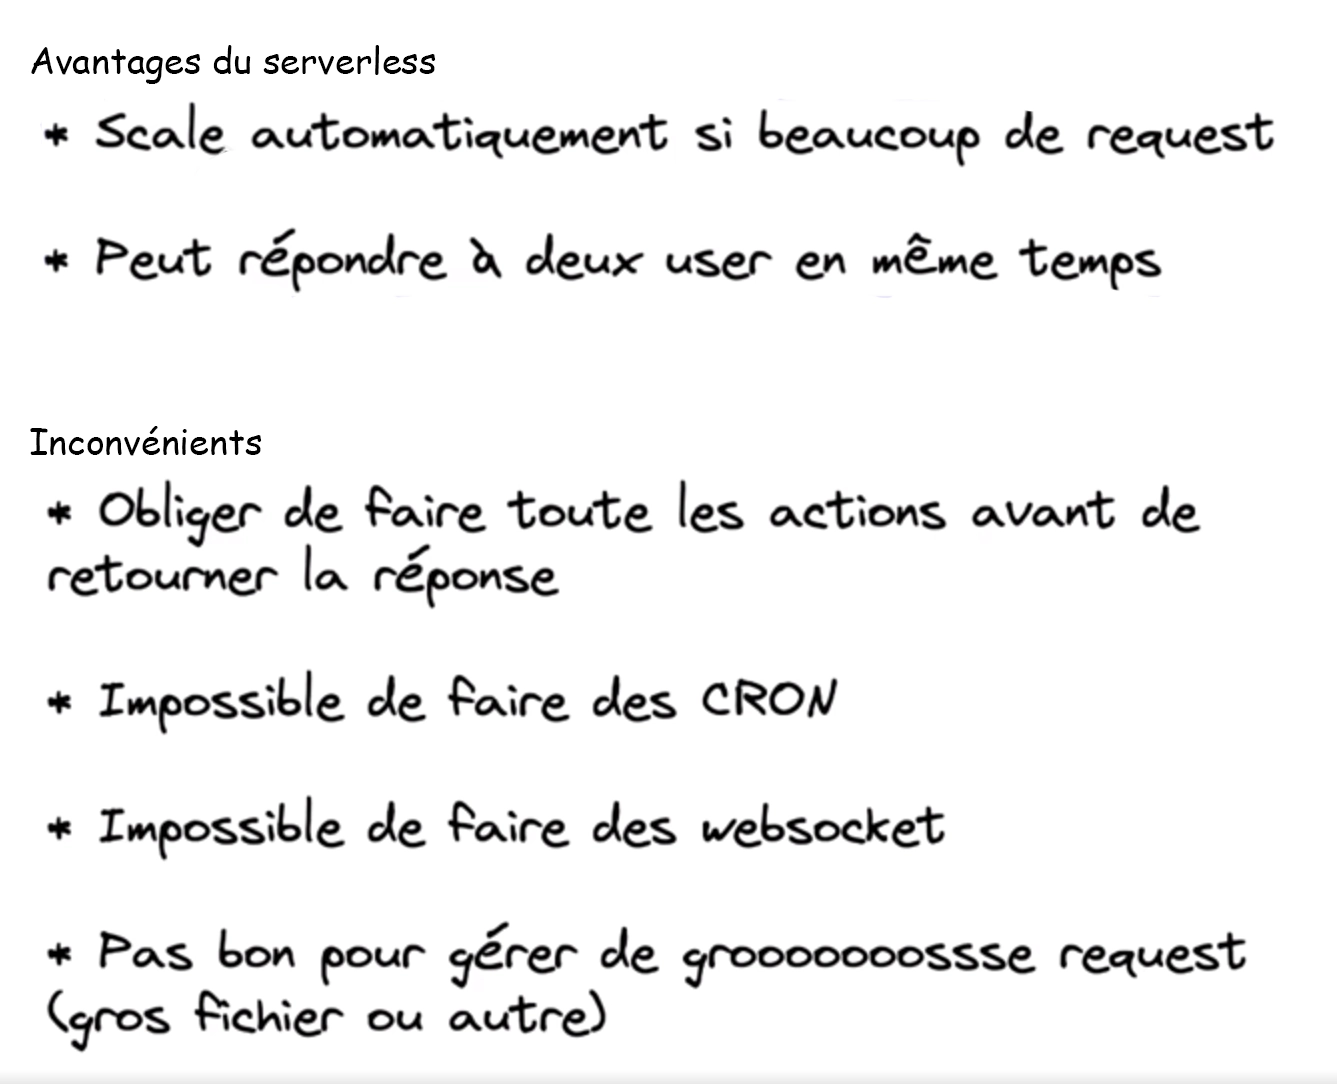 Avantages du serverless
* Scale automatiquement si beaucoup de request
* Peut répondre à deux user en même temps
Inconvénients
* Obliger de faire toute les actions avant de
retourner la réponse
* Impossible de faire des CRON
* Impossible de faire des websocket
* Pas bon pour gérer de grooooooossse request
(gros fichier ou autre)